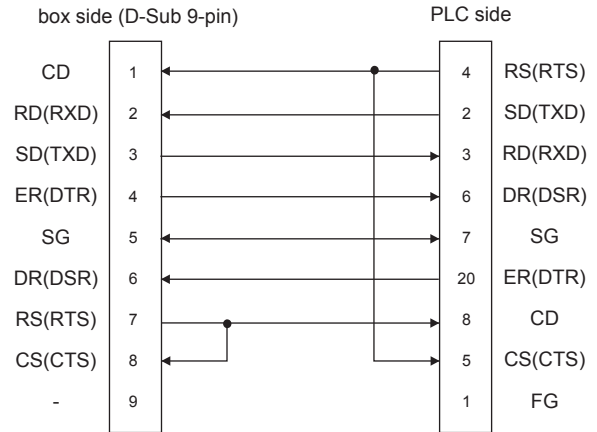 box side (D-Sub 9-pin) PLC side
CD 1 4 RS(RTS)
RD(RXD) 2 2 SD(TXD)
SD(TXD) 3 3 RD(RXD)
ER(DTR) 4 6 DR(DSR)
SG 5 7 SG
DR(DSR) 6 20 ER(DTR)
RS(RTS) 7 8 CD
CS(CTS) 8 5 CS(CTS)
- 9 1 FG